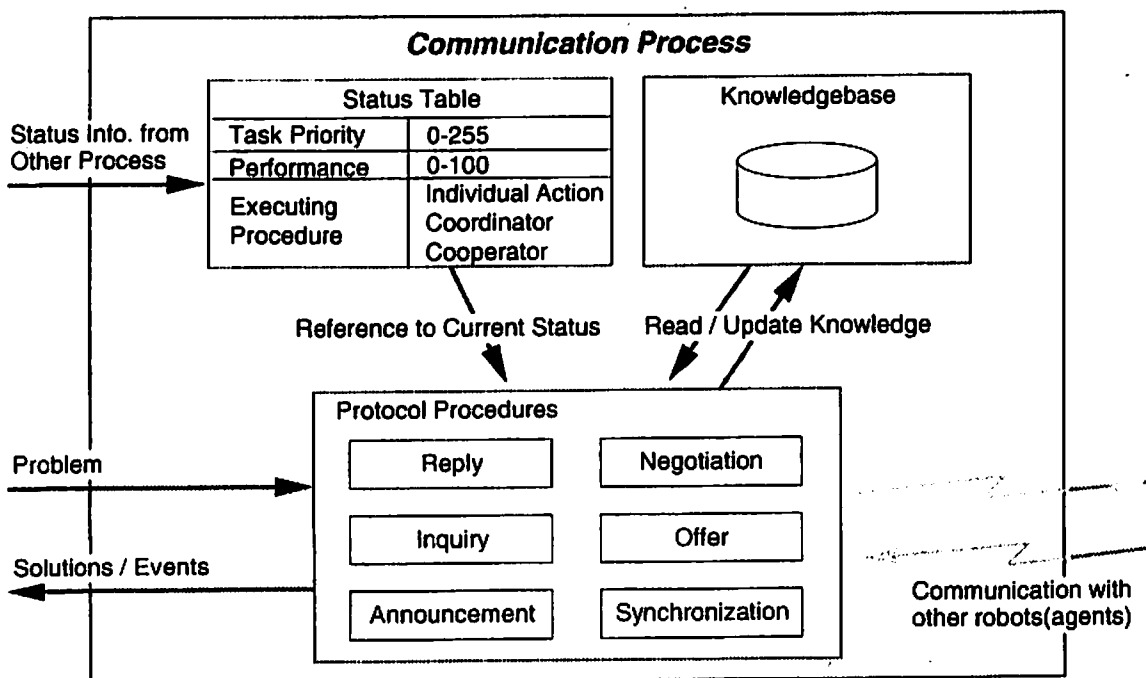 Communication Process
Status Table
Task Priority 0-255
Performance 0-100
Executing
Procedure
Individual Action
Coordinator
Cooperator
Knowledgebase
Status Info. from
Other Process
Reference to Current Status
Read / Update Knowledge
Protocol Procedures
Reply
Negotiation
Inquiry
Offer
Announcement
Synchronization
Problem
Solutions / Events
Communication with
other robots(agents)